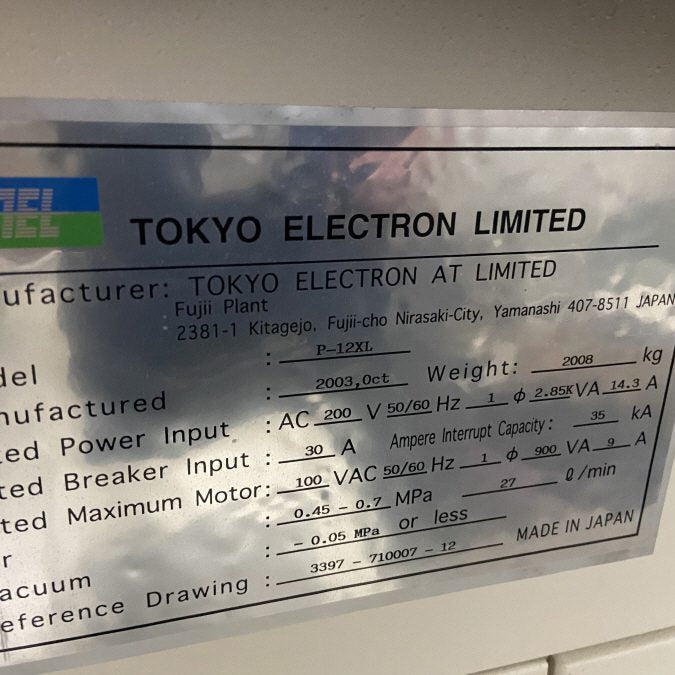 TEL
TOKYO ELECTRON LIMITED
ufacturer: TOKYO ELECTRON AT LIMITED
Fujii Plant
2381-1 Kitagejo, Fujii-cho Nirasaki-City, Yamanashi 407-8511 JAPAN
del : P-12XL
nufactured : 2003,Oct Weight: 2008 kg
ted Power Input : AC 200 V 50/60 Hz 1 φ 2.85K VA 14.3 A
ted Breaker Input : 30 A Ampere Interrupt Capacity: 35 kA
ted Maximum Motor: 100 VAC 50/60 Hz 1 φ 900 VA 9 A
r : 0.45 - 0.7 MPa 27 ℓ/min
acuum : - 0.05 MPa or less
eference Drawing : 3397 - 710007 - 12 MADE IN JAPAN